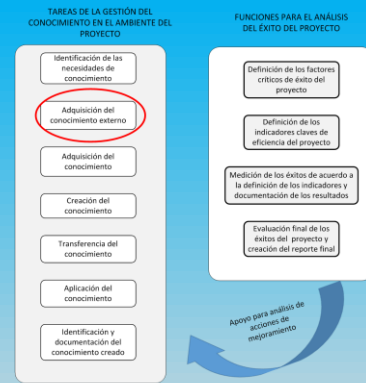 TAREAS DE LA GESTIÓN DEL
CONOCIMIENTO EN EL AMBIENTE DEL
PROYECTO
Identificación de las
necesidades de
conocimiento
Adquisición del
conocimiento externo
Adquisición del
conocimiento
Creación del
conocimiento
Transferencia del
conocimiento
Aplicación del
conocimiento
Identificación y
documentación del
conocimiento creado
FUNCIONES PARA EL ANÁLISIS
DEL ÉXITO DEL PROYECTO
Definición de los factores
críticos de éxito del
proyecto
Definición de los
indicadores claves de
eficiencia del proyecto
Medición de los éxitos de acuerdo a
la definición de los indicadores y
documentación de los resultados
Evaluación final de los
éxitos del proyecto y
creación del reporte final
Apoyo para análisis de
acciones de
mejoramiento